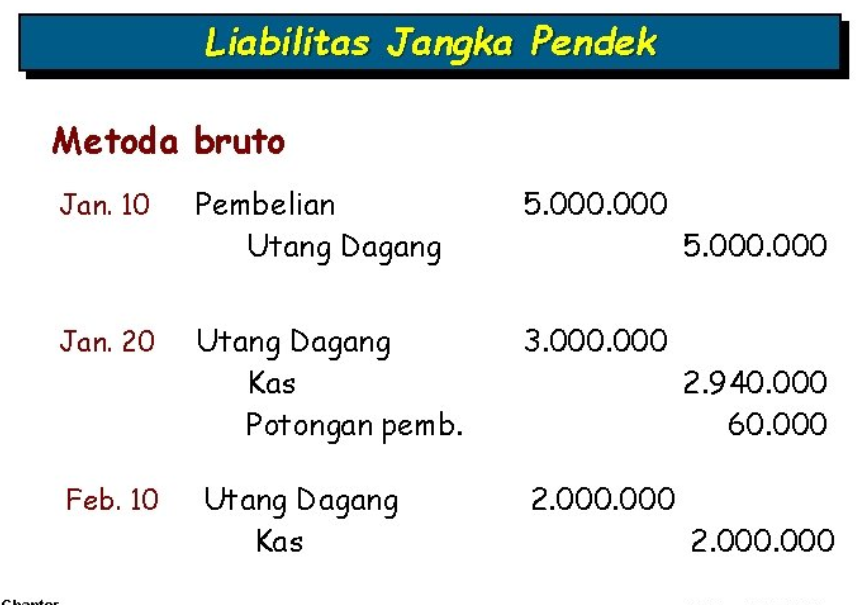 Liabilitas Jangka Pendek
Metoda bruto
Jan. 10 Pembelian 5.000.000
Utang Dagang 5.000.000
Jan. 20 Utang Dagang 3.000.000
Kas 2.940.000
Potongan pemb. 60.000
Feb. 10 Utang Dagang 2.000.000
Kas 2.000.000
Chapter